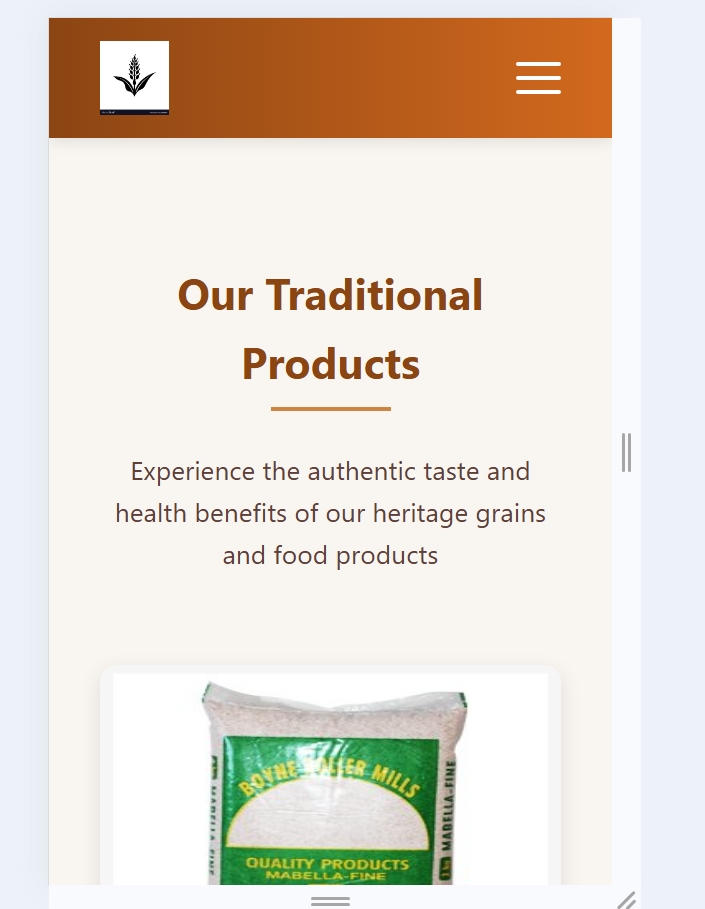 Our Traditional
Products
Experience the authentic taste and
health benefits of our heritage grains
and food products
BOYNE ROLLER MILLS
MABELLA-FINE
MABELLA-FINE
QUALITY PRODUCTS
MABELLA-FINE